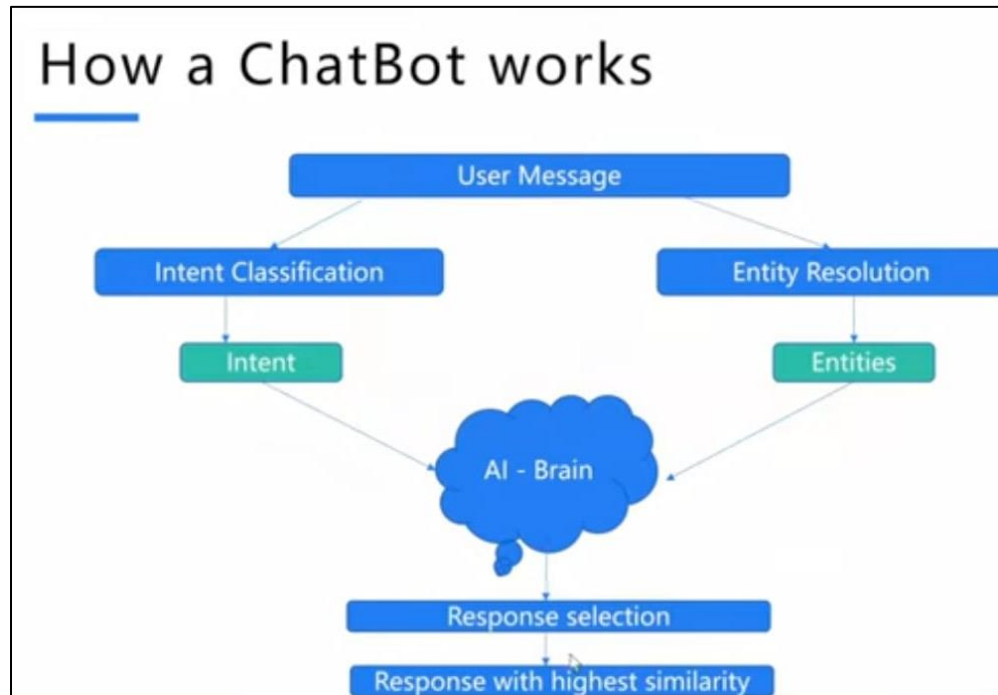 How a ChatBot works
User Message
Intent Classification
Entity Resolution
Intent
Entities
AI - Brain
Response selection
Response with highest similarity